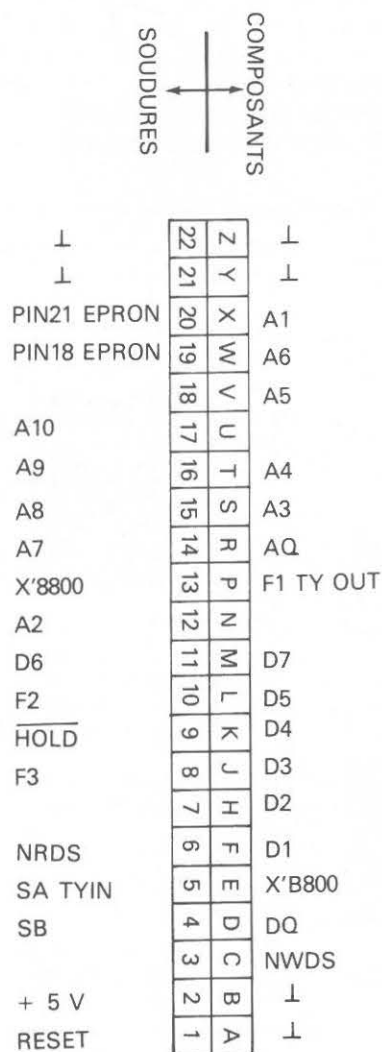 SOUDURES COMPOSANTS
⊥ 22 Z ⊥
⊥ 21 Y ⊥
PIN21 EPRON 20 X A1
PIN18 EPRON 19 W A6
18 V A5
A10 17 U
A9 16 T A4
A8 15 S A3
A7 14 R AQ
X'8800 13 P F1 TY OUT
A2 12 N
D6 11 M D7
F2 10 L D5
HOLD 9 K D4
F3 8 J D3
7 H D2
NRDS 6 F D1
SA TYIN 5 E X'B800
SB 4 D DQ
3 C NWDS
+ 5 V 2 B ⊥
RESET 1 A ⊥